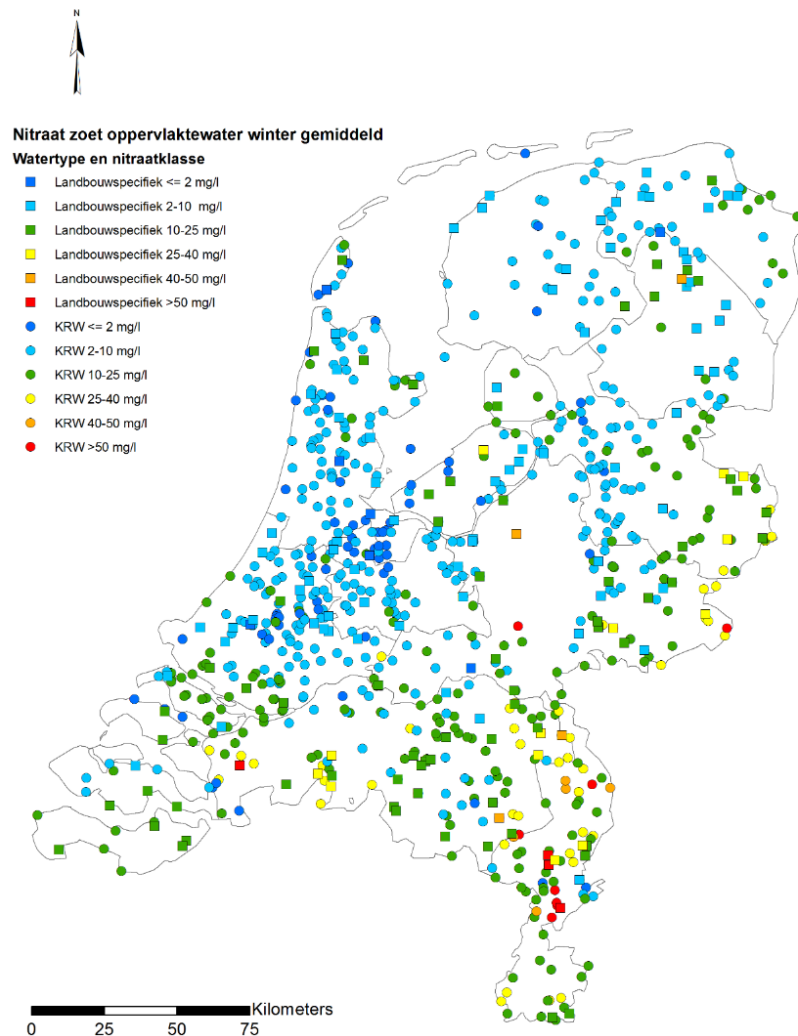 N
Nitraat zoet oppervlaktewater winter gemiddeld
Watertype en nitraatklasse
Landbouwspecifiek <= 2 mg/l
Landbouwspecifiek 2-10 mg/l
Landbouwspecifiek 10-25 mg/l
Landbouwspecifiek 25-40 mg/l
Landbouwspecifiek 40-50 mg/l
Landbouwspecifiek >50 mg/l
KRW <= 2 mg/l
KRW 2-10 mg/l
KRW 10-25 mg/l
KRW 25-40 mg/l
KRW 40-50 mg/l
KRW >50 mg/l
Kilometers
0 25 50 75